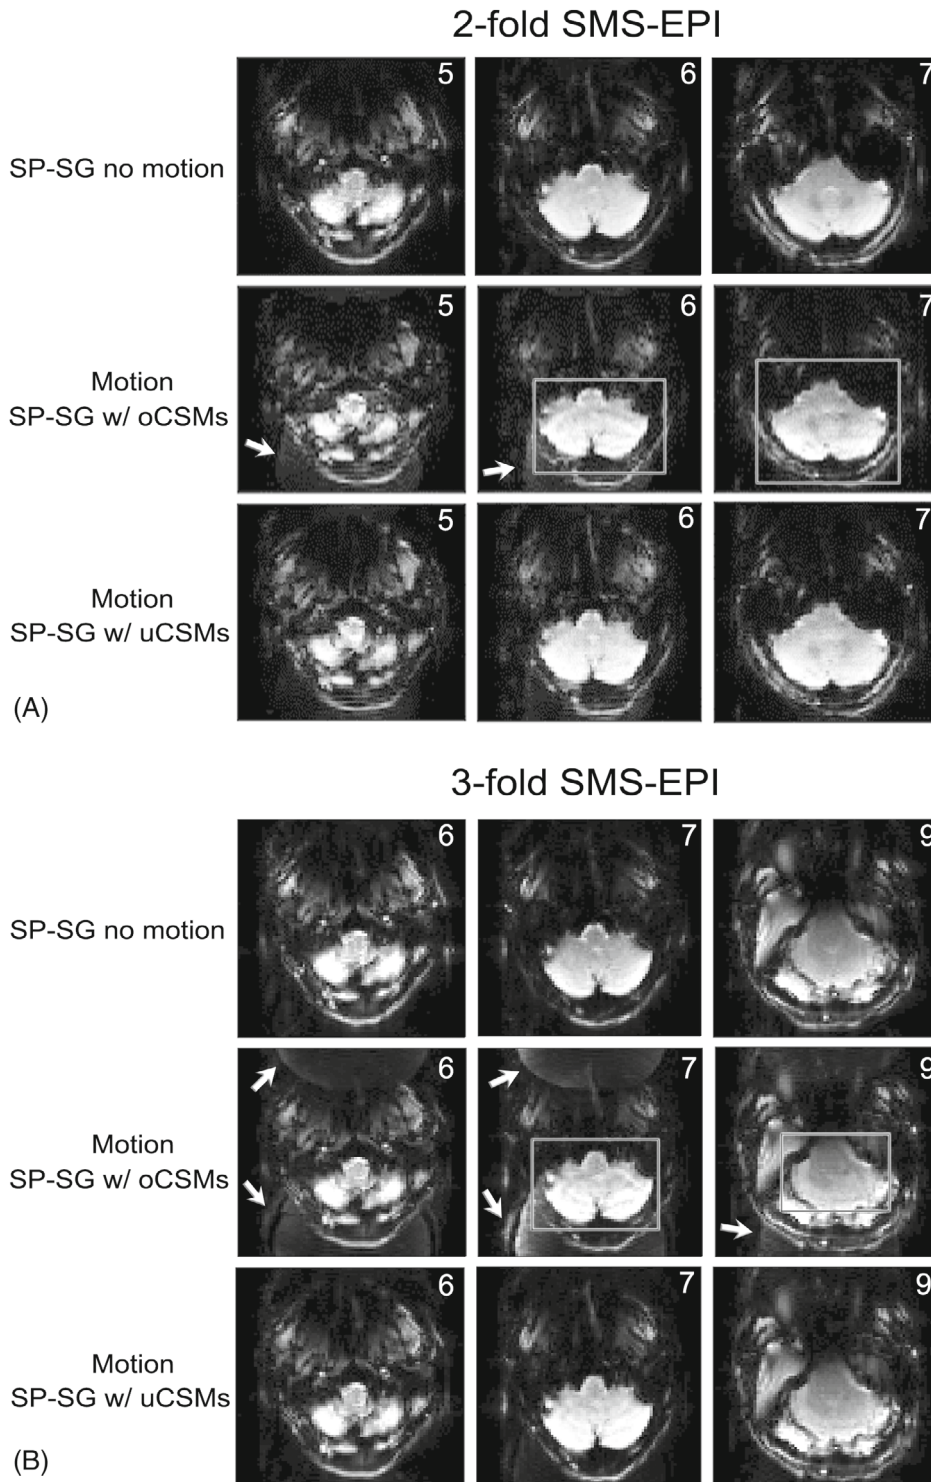 2-fold SMS-EPI
5 6 7
SP-SG no motion
5 6 7
Motion
SP-SG w/ oCSMs
5 6 7
Motion
SP-SG w/ uCSMs
(A)
3-fold SMS-EPI
6 7 9
SP-SG no motion
6 7 9
Motion
SP-SG w/ oCSMs
6 7 9
Motion
SP-SG w/ uCSMs
(B)